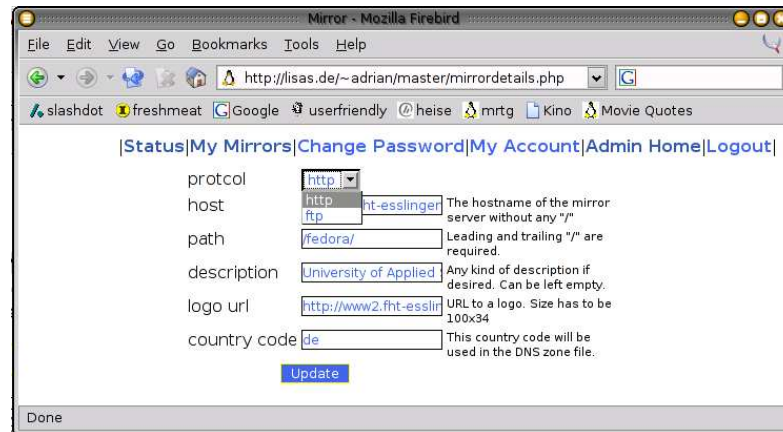 Mirror - Mozilla Firebird
File Edit View Go Bookmarks Tools Help
http://lisas.de/~adrian/master/mirrordetails.php
slashdot freshmeat Google userfriendly heise mrtg Kino Movie Quotes
|Status|My Mirrors|Change Password|My Account|Admin Home|Logout|
protcol http
http
ftp
host ht-esslinger The hostname of the mirror
server without any "/"
path /fedora/ Leading and trailing "/" are
required.
description University of Applied Any kind of description if
desired. Can be left empty.
logo url http://www2.fht-esslin URL to a logo. Size has to be
100x34
country code de This country code will be
used in the DNS zone file.
Update
Done